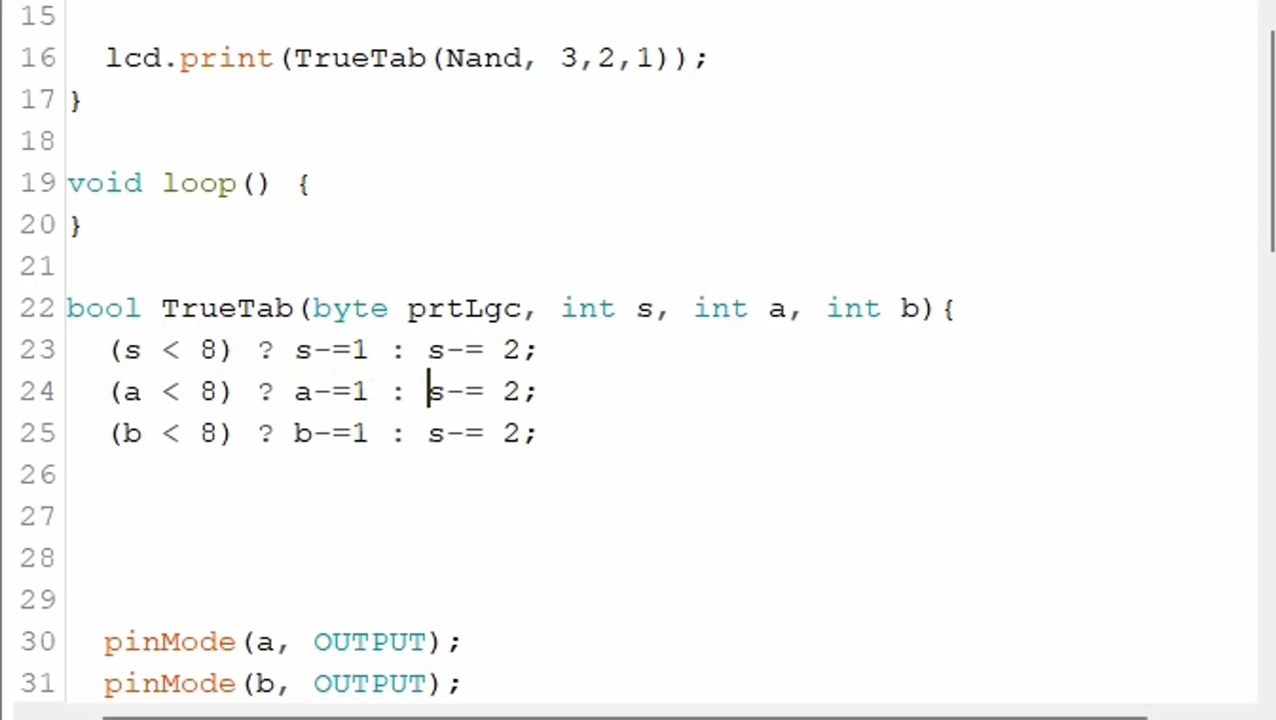 15
16 lcd.print(TrueTab(Nand, 3,2,1));
17 }
18
19 void loop() {
20 }
21
22 bool TrueTab(byte prtLgc, int s, int a, int b){
23 (s < 8) ? s-=1 : s-= 2;
24 (a < 8) ? a-=1 : s-= 2;
25 (b < 8) ? b-=1 : s-= 2;
26
27
28
29
30 pinMode(a, OUTPUT);
31 pinMode(b, OUTPUT);